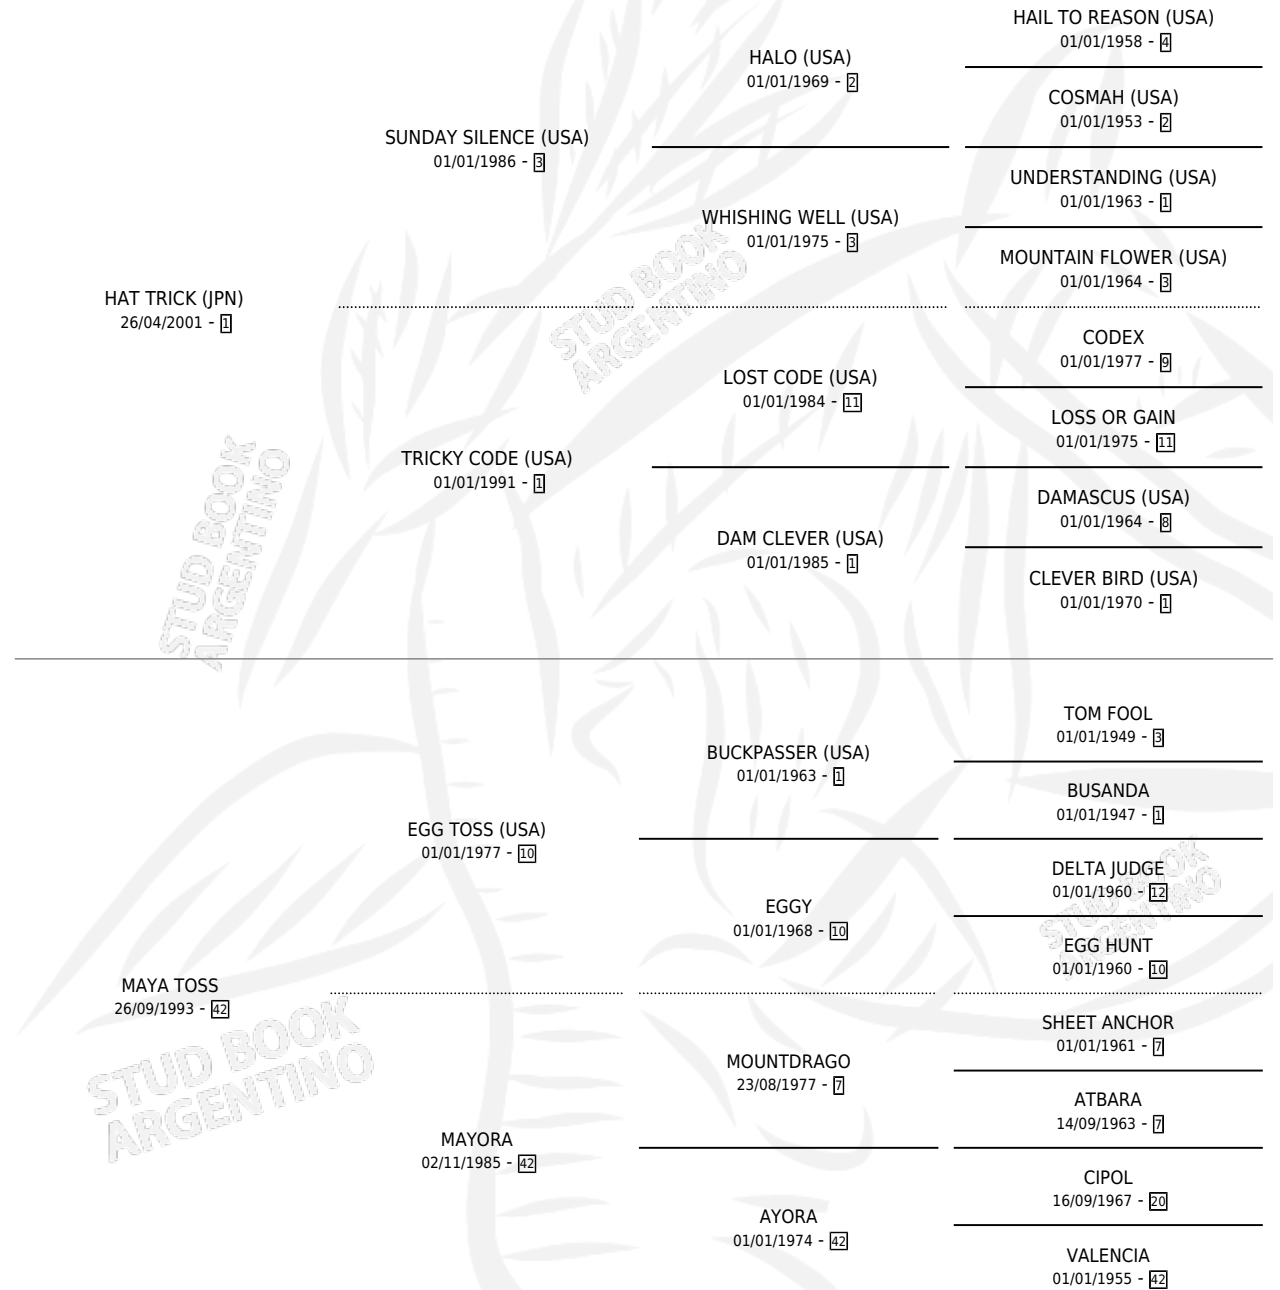 HAIL TO REASON (USA)
01/01/1958 - 4
HALO (USA)
01/01/1969 - 2
COSMAH (USA)
01/01/1953 - 2
SUNDAY SILENCE (USA)
01/01/1986 - 3
UNDERSTANDING (USA)
01/01/1963 - 1
WHISHING WELL (USA)
01/01/1975 - 3
MOUNTAIN FLOWER (USA)
01/01/1964 - 3
HAT TRICK (JPN)
26/04/2001 - 1
CODEX
01/01/1977 - 9
LOST CODE (USA)
01/01/1984 - 11
LOSS OR GAIN
01/01/1975 - 11
TRICKY CODE (USA)
01/01/1991 - 1
DAMASCUS (USA)
01/01/1964 - 8
DAM CLEVER (USA)
01/01/1985 - 1
CLEVER BIRD (USA)
01/01/1970 - 1
TOM FOOL
01/01/1949 - 3
BUCKPASSER (USA)
01/01/1963 - 1
BUSANDA
01/01/1947 - 1
EGG TOSS (USA)
01/01/1977 - 10
DELTA JUDGE
01/01/1960 - 12
EGGY
01/01/1968 - 10
EGG HUNT
01/01/1960 - 10
MAYA TOSS
26/09/1993 - 42
SHEET ANCHOR
01/01/1961 - 7
MOUNTDRAGO
23/08/1977 - 7
ATBARA
14/09/1963 - 7
MAYORA
02/11/1985 - 42
CIPOL
16/09/1967 - 20
AYORA
01/01/1974 - 42
VALENCIA
01/01/1955 - 42
STUD BOOK
ARGENTINO
STUD BOOK
ARGENTINO
STUD BOOK
ARGENTINO
STUD BOOK
ARGENTINO